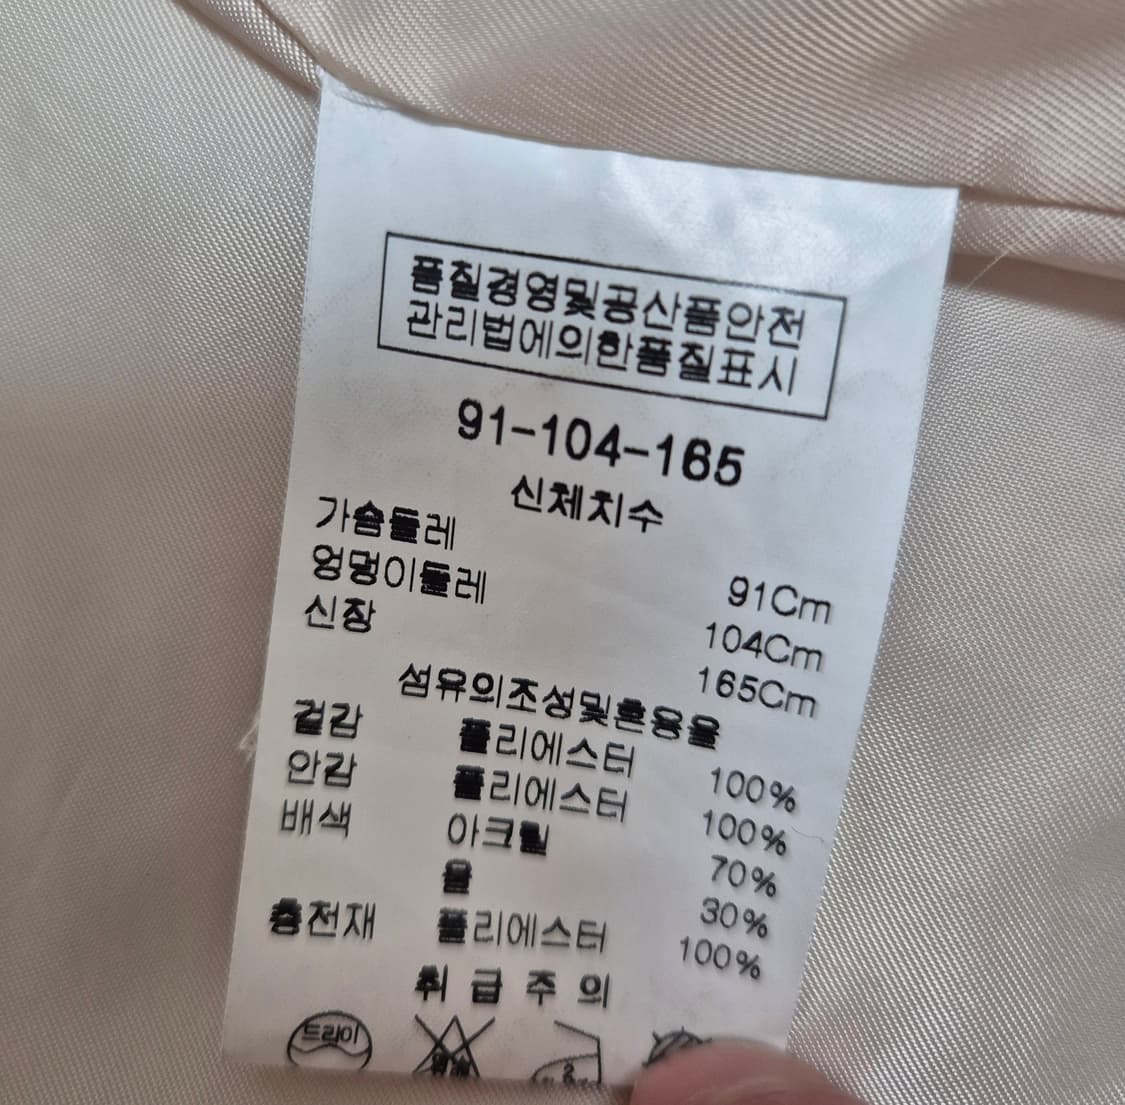 품질경영및공산품안전
관리법에의한품질표시
91-104-165
신체치수
가슴둘레 91Cm
엉덩이둘레 104Cm
신장 165Cm
섬유의조성및혼용율
겉감 폴리에스터 100%
안감 폴리에스터 100%
배색 아크릴 70%
울 30%
충전재 폴리에스터 100%
취 급 주 의
드라이